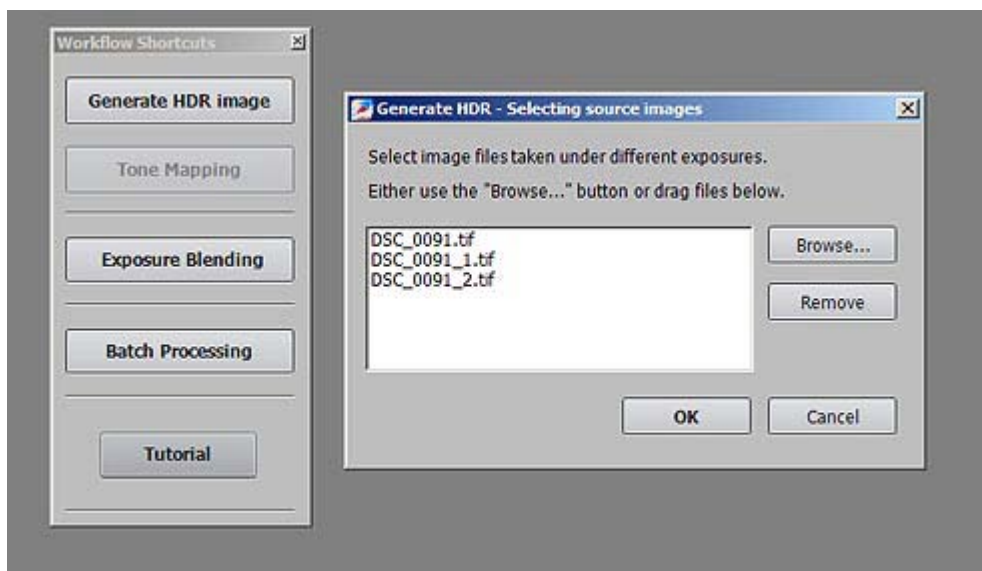 Workflow Shortcuts
Generate HDR image
Tone Mapping
Exposure Blending
Batch Processing
Tutorial
Generate HDR - Selecting source images
Select image files taken under different exposures.
Either use the "Browse..." button or drag files below.
DSC_0091.tif
DSC_0091_1.tif
DSC_0091_2.tif
Browse...
Remove
OK
Cancel